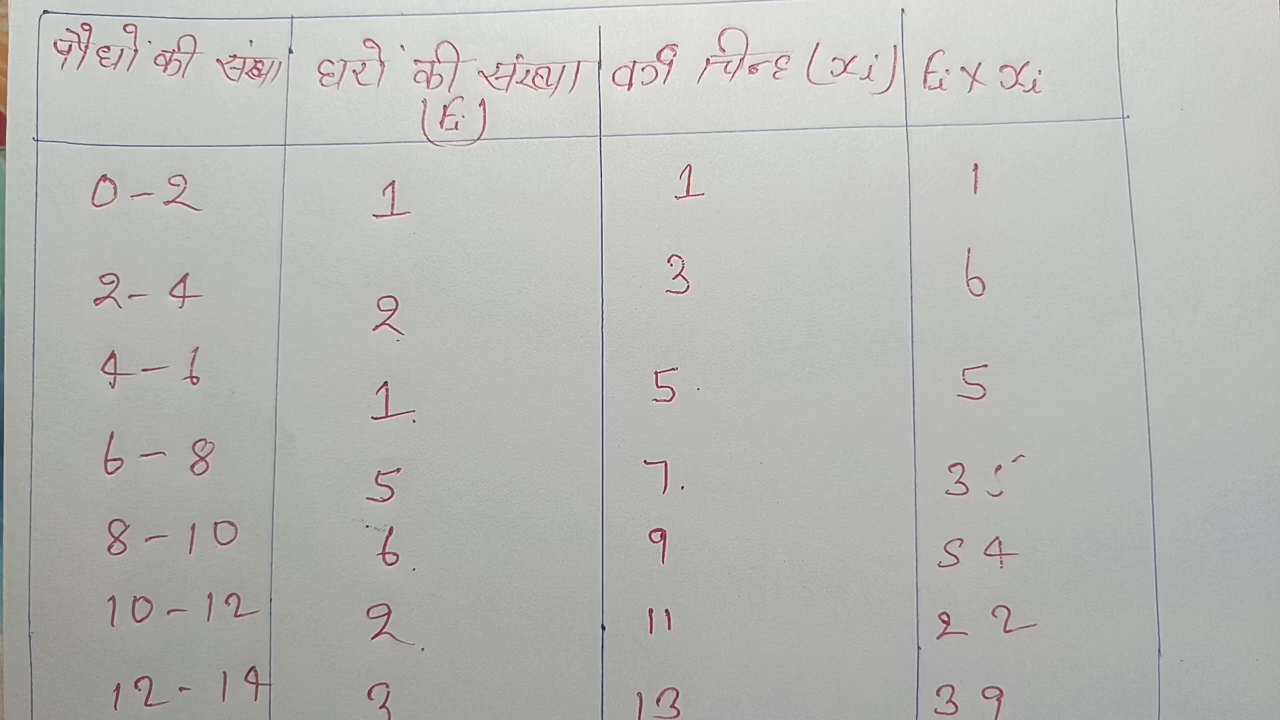 पौधों की संख्या घरों की संख्या वर्ग चिन्ह (xi) fi × xi
(fi)
0-2 1 1 1
2-4 2 3 6
4-6 1 5 5
6-8 5 7 35
8-10 6 9 54
10-12 2 11 22
12-14 3 13 39